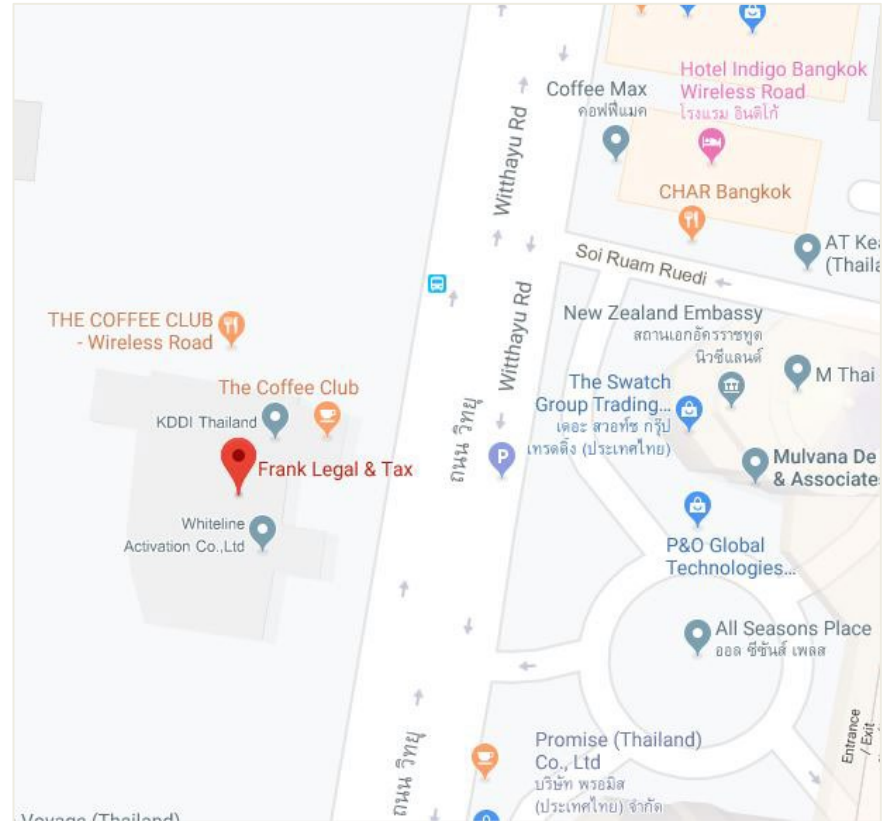 Hotel Indigo Bangkok
Wireless Road
โรงแรม อินดิโก้
Coffee Max
คอฟฟี่แมค
Witthayu Rd
CHAR Bangkok
Soi Ruam Ruedi
AT Kea
(Thaila
Witthayu Rd
THE COFFEE CLUB
- Wireless Road
New Zealand Embassy
สถานเอกอัครราชทูต
นิวซีแลนด์
M Thai
The Coffee Club
KDDI Thailand
The Swatch
Group Trading...
เดอะ สวอทช์ กรุ๊ป
เทรดดิ้ง (ประเทศไทย)
ถนน วิทยุ
P
Frank Legal & Tax
Mulvana De
& Associate
Whiteline
Activation Co.,Ltd
P&O Global
Technologies...
All Seasons Place
ออล ซีซันส์ เพลส
Entrance
/ Exit
ถนน วิทยุ
Promise (Thailand)
Co., Ltd
บริษัท พรอมิส
(ประเทศไทย) จำกัด
Voyage (Thailand)